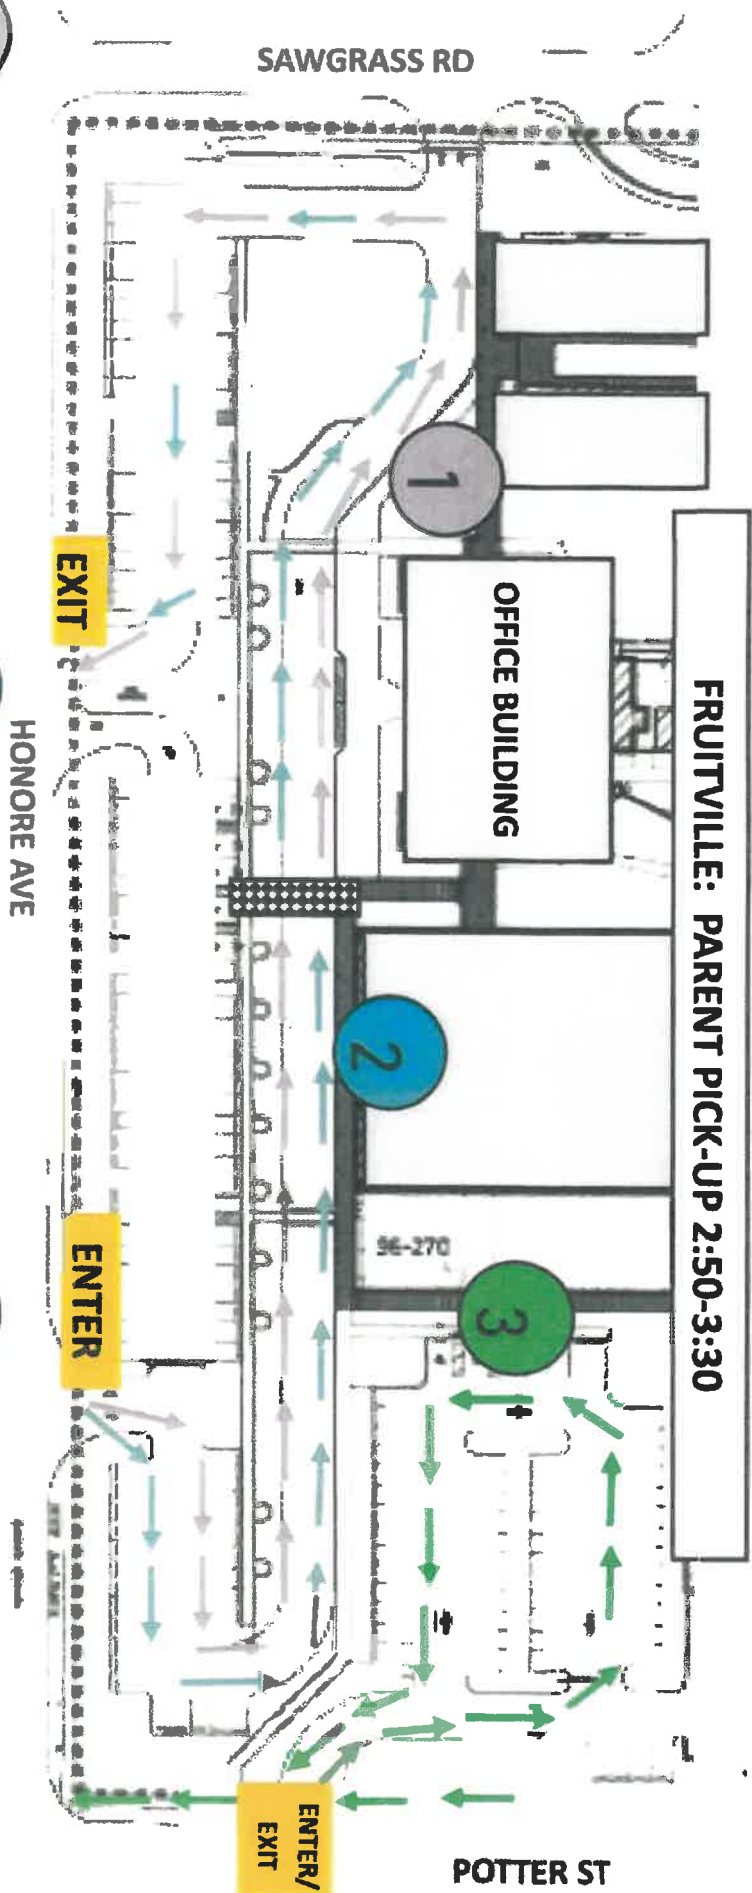 SAWGRASS RD
FRUITVILLE: PARENT PICK-UP 2:50-3:30
1
OFFICE BUILDING
EXIT
HONORE AVE
2
96-270
3
ENTER
ENTER/
EXIT
POTTER ST